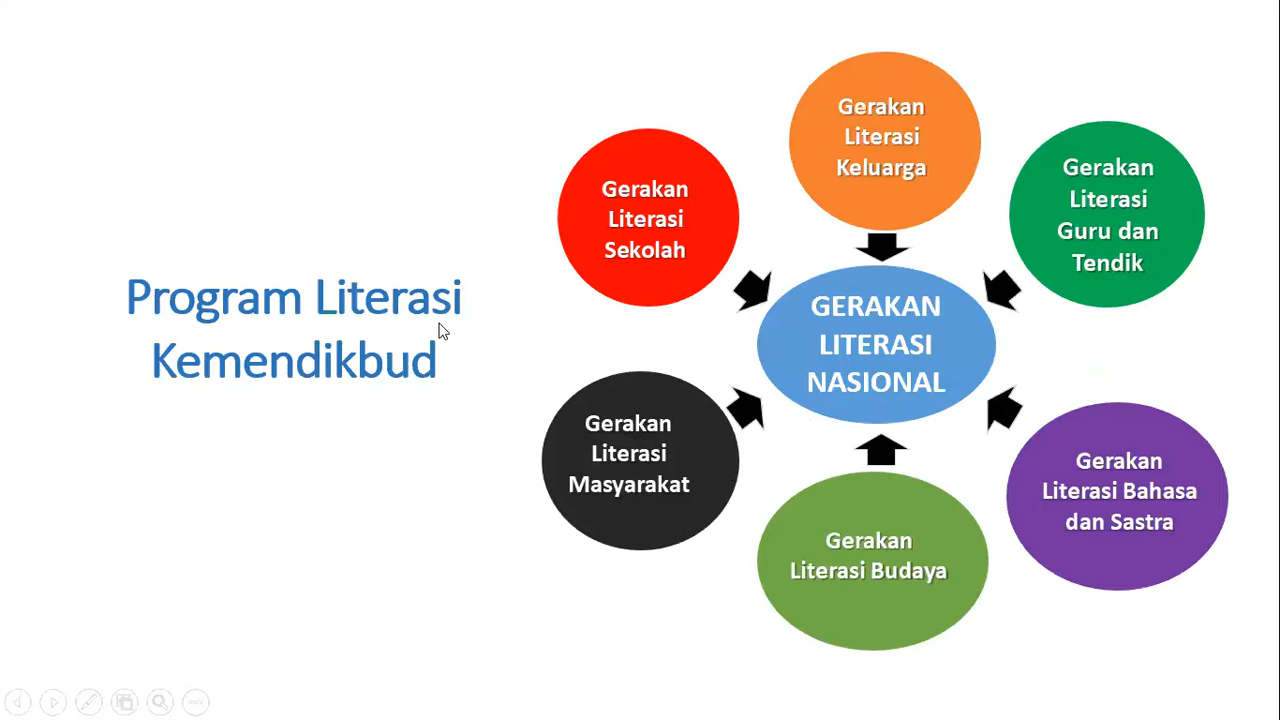 Program Literasi
Kemendikbud
Gerakan
Literasi
Sekolah
Gerakan
Literasi
Keluarga
Gerakan
Literasi
Guru dan
Tendik
GERAKAN
LITERASI
NASIONAL
Gerakan
Literasi
Masyarakat
Gerakan
Literasi Budaya
Gerakan
Literasi Bahasa
dan Sastra